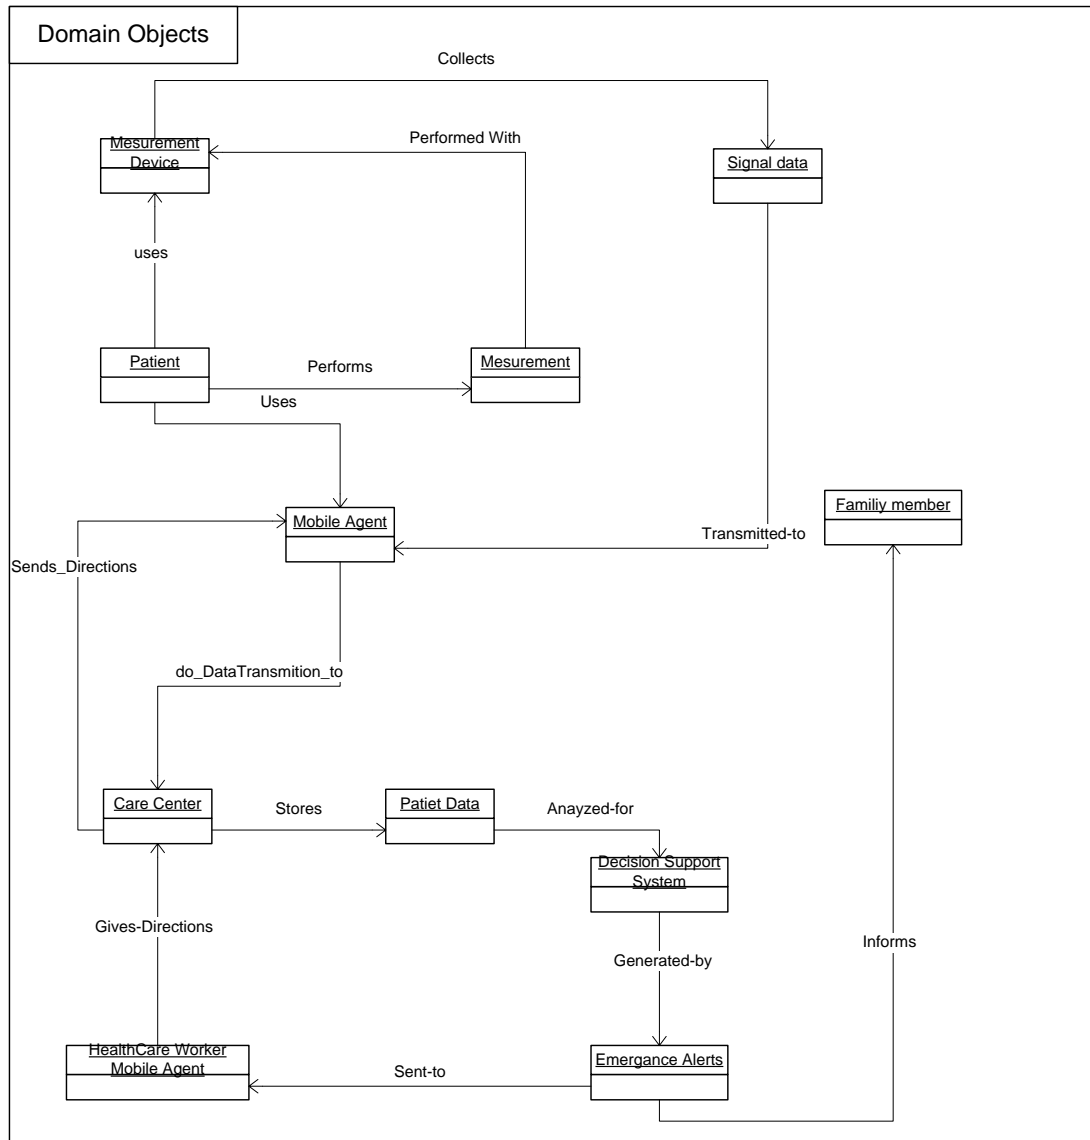 Domain Objects
Collects
Mesurement
Device
Performed With
Signal data
uses
Patient
Performs
Mesurement
Uses
Familiy member
Mobile Agent
Transmitted-to
Sends_Directions
do_DataTransmition_to
Care Center
Stores
Patiet Data
Anayzed-for
Decision Support
System
Gives-Directions
Generated-by
Informs
HealthCare Worker
Mobile Agent
Sent-to
Emergance Alerts